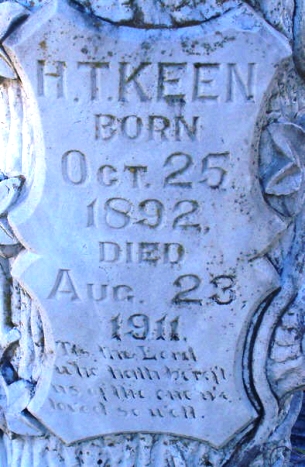 H.T. KEEN
BORN
OCT. 25.
1892.
DIED
AUG. 23
1911.
Tis the Lord
who hath bereft
us of the one we
loved so well.